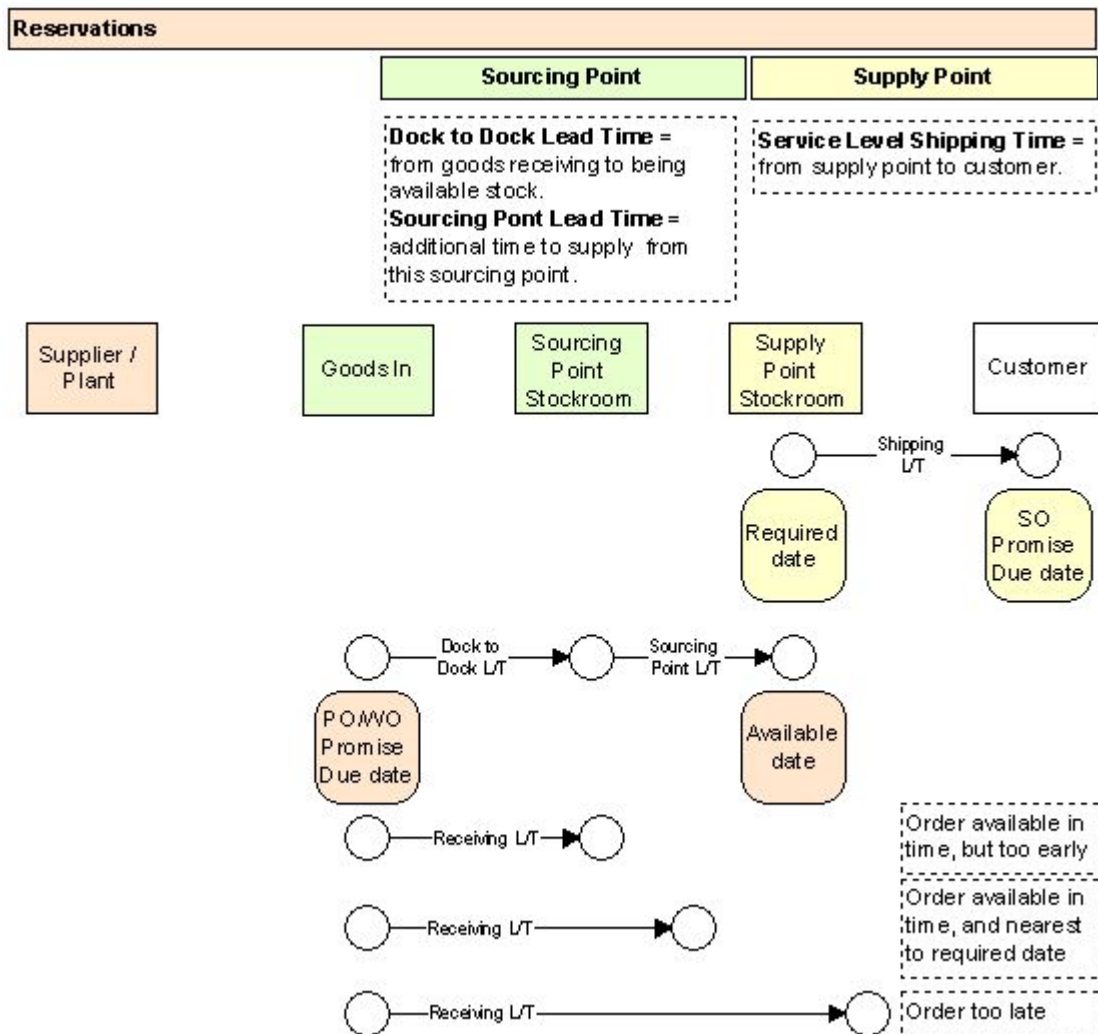 Reservations
Sourcing Point
Supply Point
Dock to Dock Lead Time =
from goods receiving to being
available stock.
Sourcing Pont Lead Time =
additional time to supply from
this sourcing point.
Service Level Shipping Time =
from supply point to customer.
Supplier /
Plant
Goods In
Sourcing
Point
Stockroom
Supply
Point
Stockroom
Customer
Shipping
L/T
Required
date
SO
Promise
Due date
Dock to
Dock L/T
Sourcing
Point L/T
PO/WO
Promise
Due date
Available
date
Receiving L/T
Order available in
time, but too early
Receiving L/T
Order available in
time, and nearest
to required date
Receiving L/T
Order too late